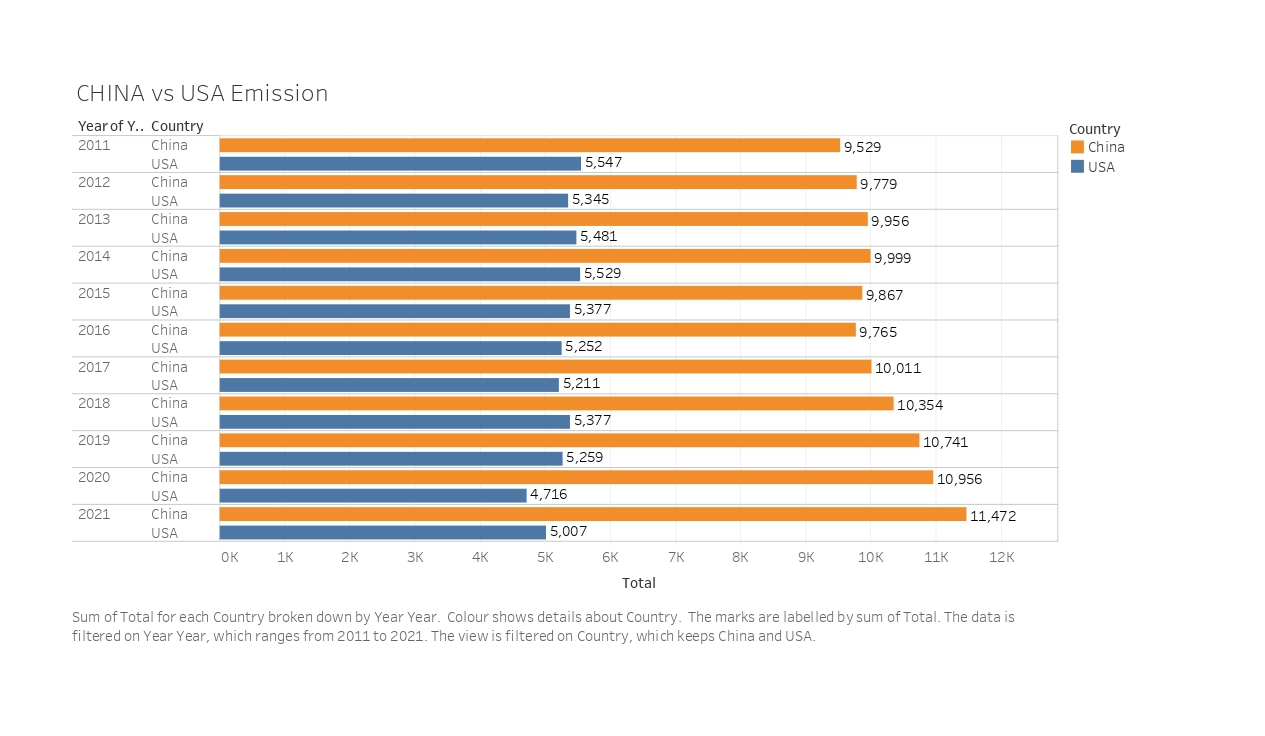 CHINA vs USA Emission
Year of Y.. Country
Country
China
USA
2011 China 9,529
USA 5,547
2012 China 9,779
USA 5,345
2013 China 9,956
USA 5,481
2014 China 9,999
USA 5,529
2015 China 9,867
USA 5,377
2016 China 9,765
USA 5,252
2017 China 10,011
USA 5,211
2018 China 10,354
USA 5,377
2019 China 10,741
USA 5,259
2020 China 10,956
USA 4,716
2021 China 11,472
USA 5,007
0K 1K 2K 3K 4K 5K 6K 7K 8K 9K 10K 11K 12K
Total
Sum of Total for each Country broken down by Year Year. Colour shows details about Country. The marks are labelled by sum of Total. The data is
filtered on Year Year, which ranges from 2011 to 2021. The view is filtered on Country, which keeps China and USA.